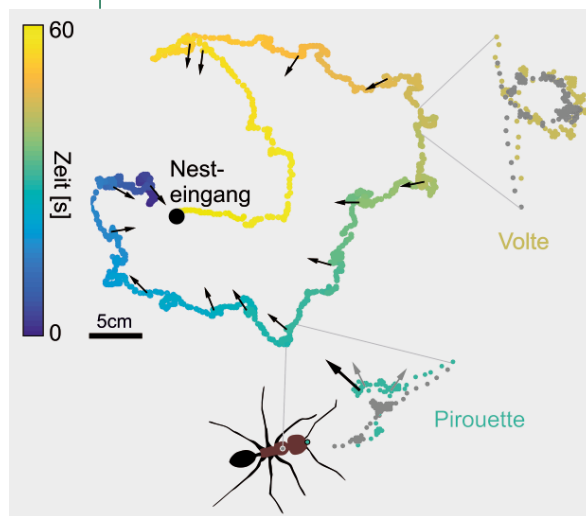 60
Zeit [s]
0
Nest-
eingang
5cm
Volte
Pirouette